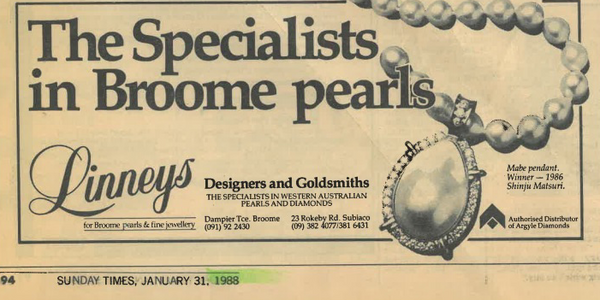 The Specialists
in Broome pearls
Linneys
for Broome pearls & fine jewellery
Designers and Goldsmiths
THE SPECIALISTS IN WESTERN AUSTRALIAN
PEARLS AND DIAMONDS
Dampier Tce. Broome
(091) 92 2430
23 Rokeby Rd. Subiaco
(09) 382 4077/381 6431
Mabe pendant.
Winner — 1986
Shinju Matsuri.
Authorised Distributor
of Argyle Diamonds
94
SUNDAY TIMES, JANUARY 31, 1988